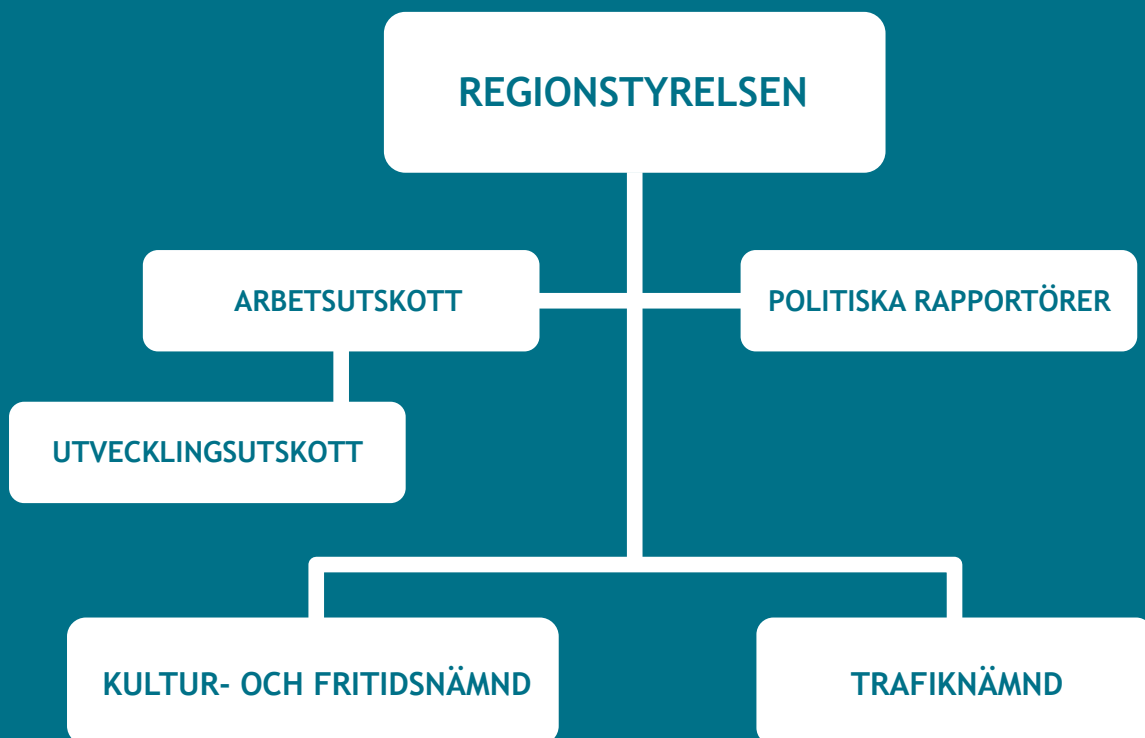 REGIONSTYRELSEN
ARBETSUTSKOTT
POLITISKA RAPPORTÖRER
UTVECKLINGSUTSKOTT
KULTUR- OCH FRITIDSNÄMND
TRAFIKNÄMND